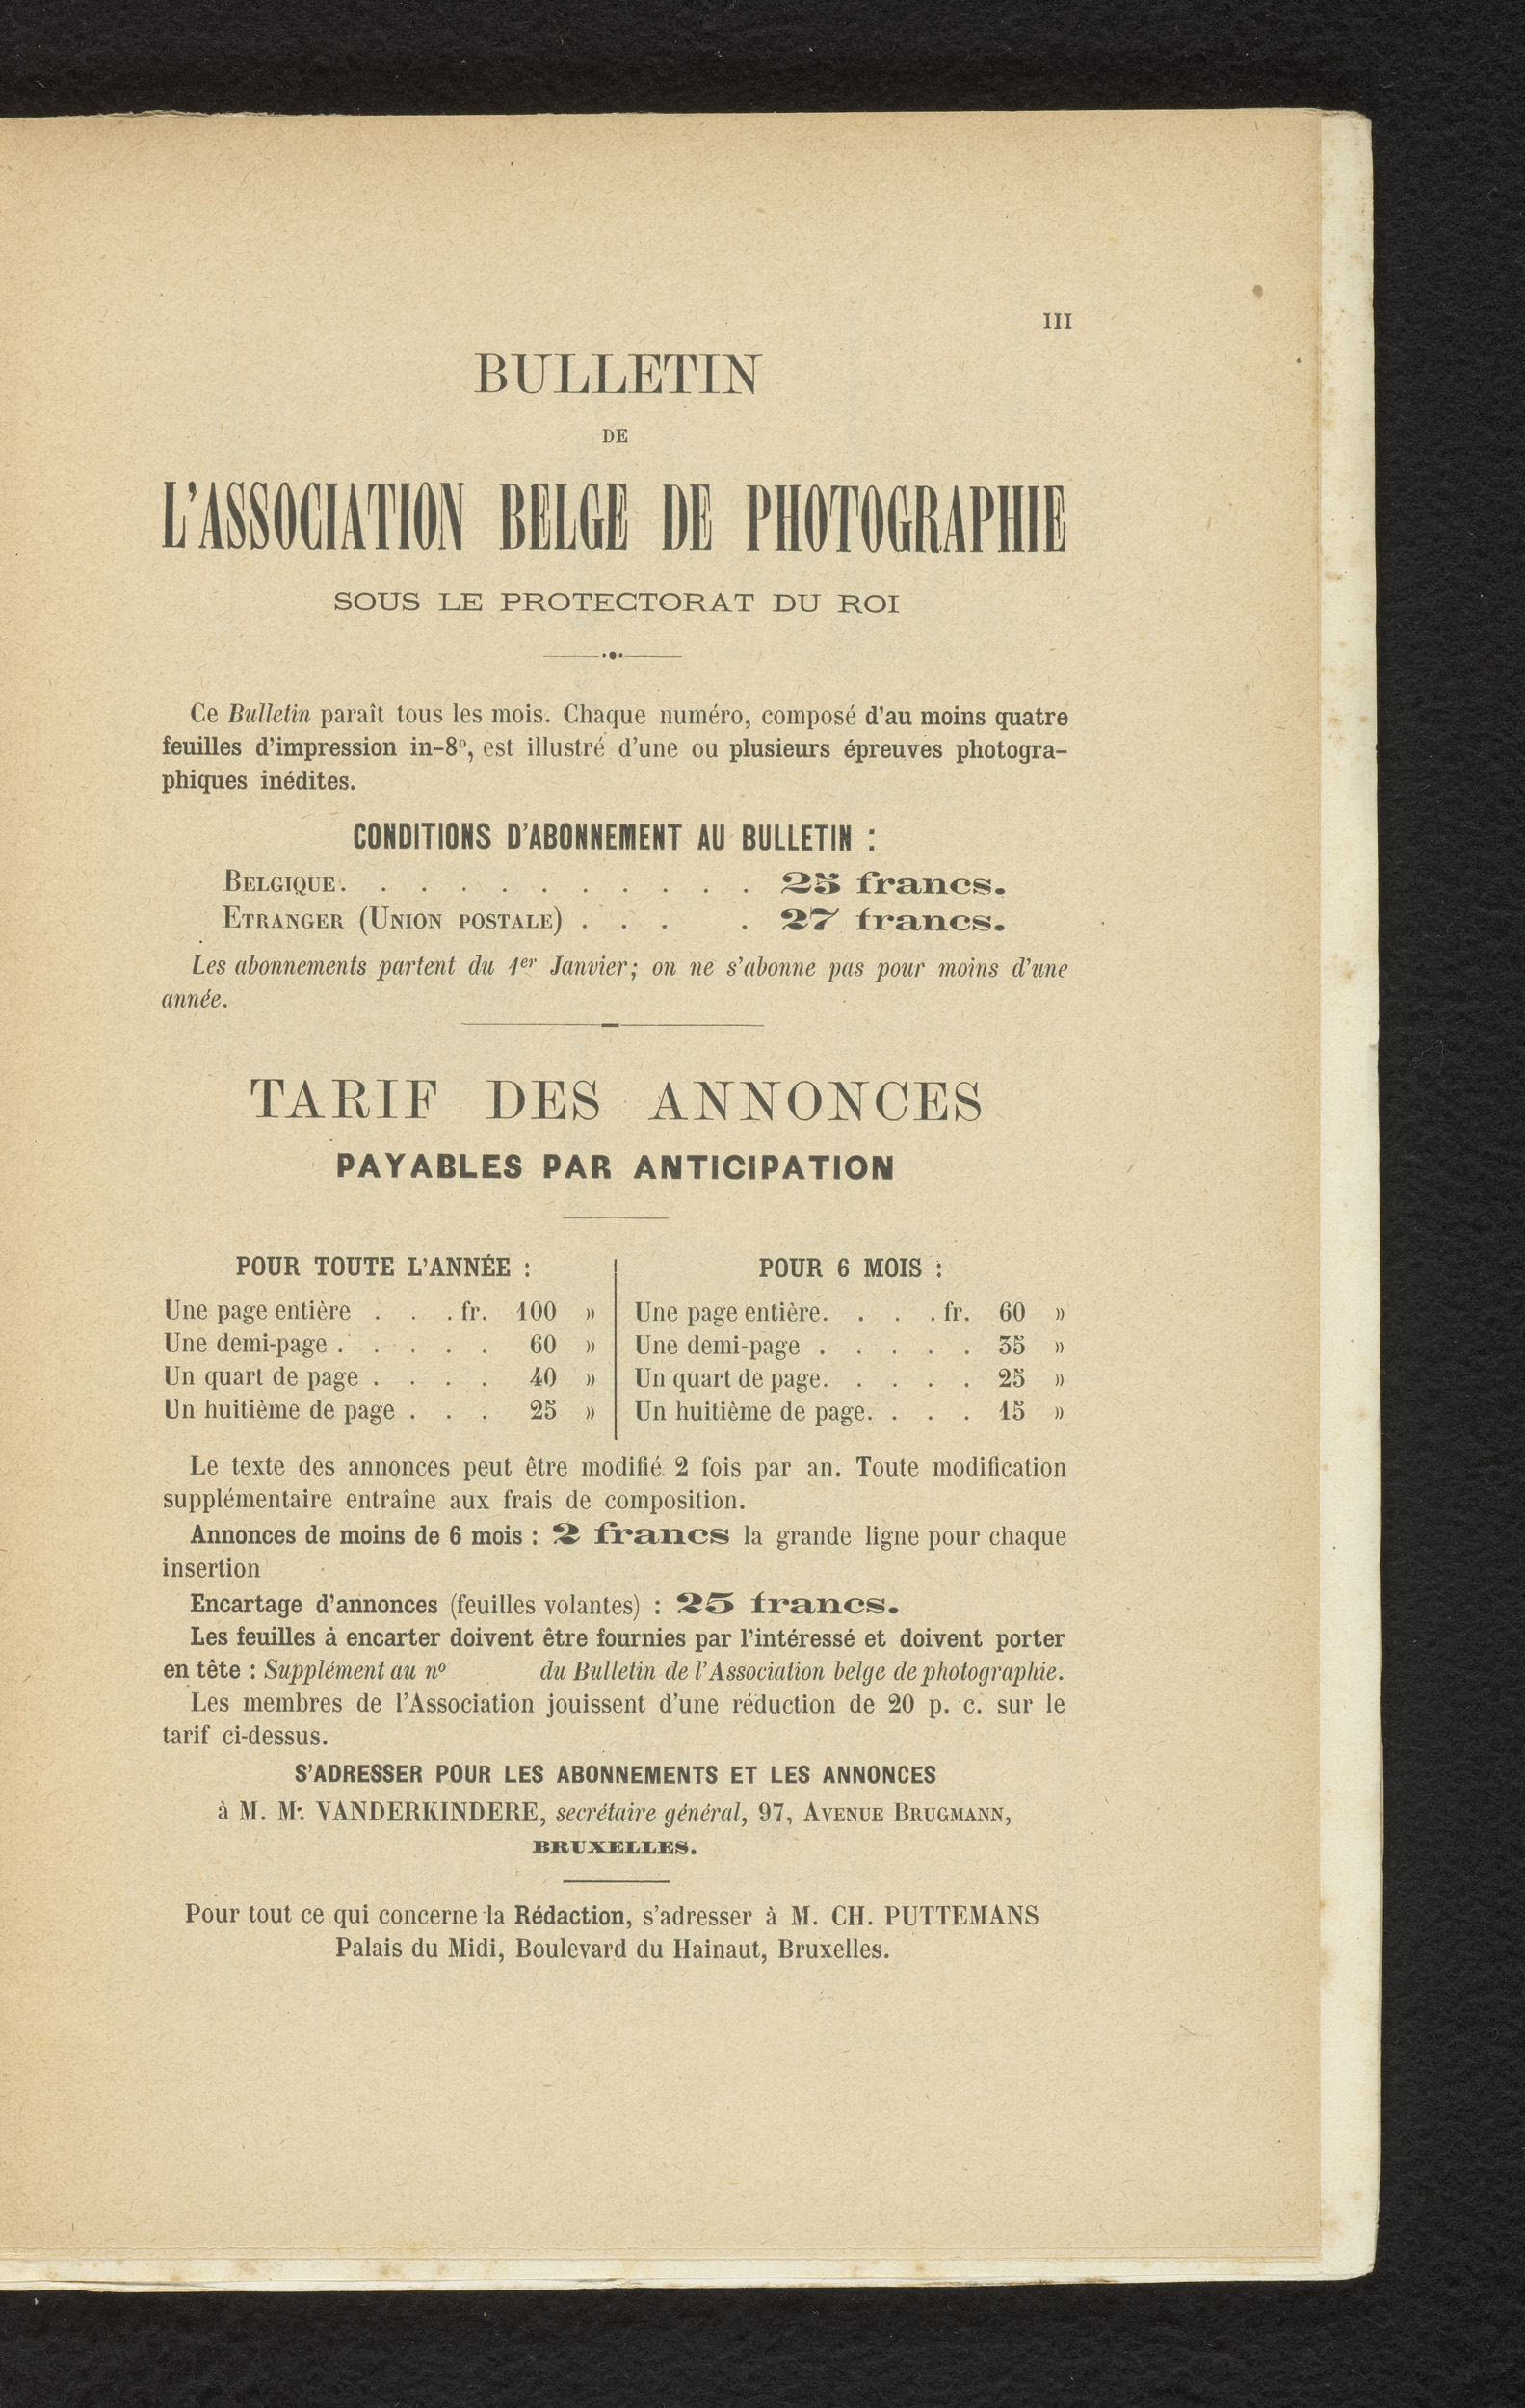 III
BULLETIN
DE
L'ASSOCIATION BELGE DE PHOTOGRAPHIE
SOUS LE PROTECTORAT DU ROI
Ce Bulletin paraît tous les mois. Chaque numéro, composé d'au moins quatre
feuilles d'impression in-8º, est illustré d'une ou plusieurs épreuves photogra-
phiques inédites.
CONDITIONS D'ABONNEMENT AU BULLETIN :
BELGIQUE. . . . . . . . . . . 25 francs.
ETRANGER (UNION POSTALE) . . . . 27 francs.
Les abonnements partent du 1er Janvier; on ne s'abonne pas pour moins d'une
année.
TARIF DES ANNONCES
PAYABLES PAR ANTICIPATION
POUR TOUTE L'ANNÉE :
Une page entière . . . fr. 100 »
Une demi-page . . . . . 60 »
Un quart de page . . . . 40 »
Un huitième de page . . . 25 »
POUR 6 MOIS :
Une page entière. . . . fr. 60 »
Une demi-page . . . . . 35 »
Un quart de page. . . . . 25 »
Un huitième de page. . . . 15 »
Le texte des annonces peut être modifié 2 fois par an. Toute modification
supplémentaire entraîne aux frais de composition.
Annonces de moins de 6 mois : 2 francs la grande ligne pour chaque
insertion
Encartage d'annonces (feuilles volantes) : 25 francs.
Les feuilles à encarter doivent être fournies par l'intéressé et doivent porter
en tête : Supplément au nº du Bulletin de l'Association belge de photographie.
Les membres de l'Association jouissent d'une réduction de 20 p. c. sur le
tarif ci-dessus.
S'ADRESSER POUR LES ABONNEMENTS ET LES ANNONCES
à M. Mr. VANDERKINDERE, secrétaire général, 97, AVENUE BRUGMANN,
BRUXELLES.
Pour tout ce qui concerne la Rédaction, s'adresser à M. CH. PUTTEMANS
Palais du Midi, Boulevard du Hainaut, Bruxelles.